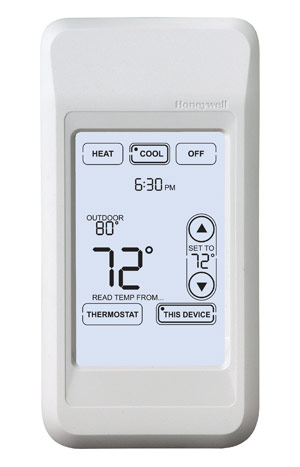 Honeywell
HEAT COOL OFF
6:30 PM
OUTDOOR
80°
72°
SET TO
72°
READ TEMP FROM...
THERMOSTAT THIS DEVICE